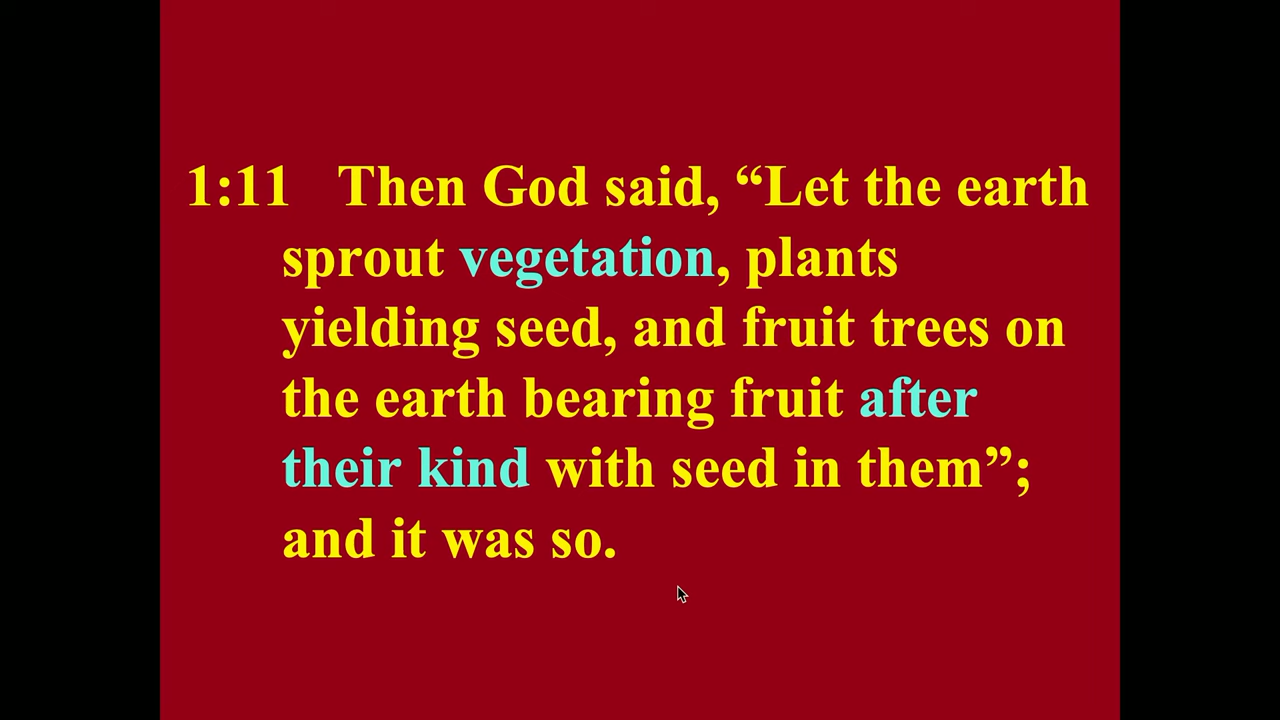 1:11 Then God said, “Let the earth
sprout vegetation, plants
yielding seed, and fruit trees on
the earth bearing fruit after
their kind with seed in them”;
and it was so.